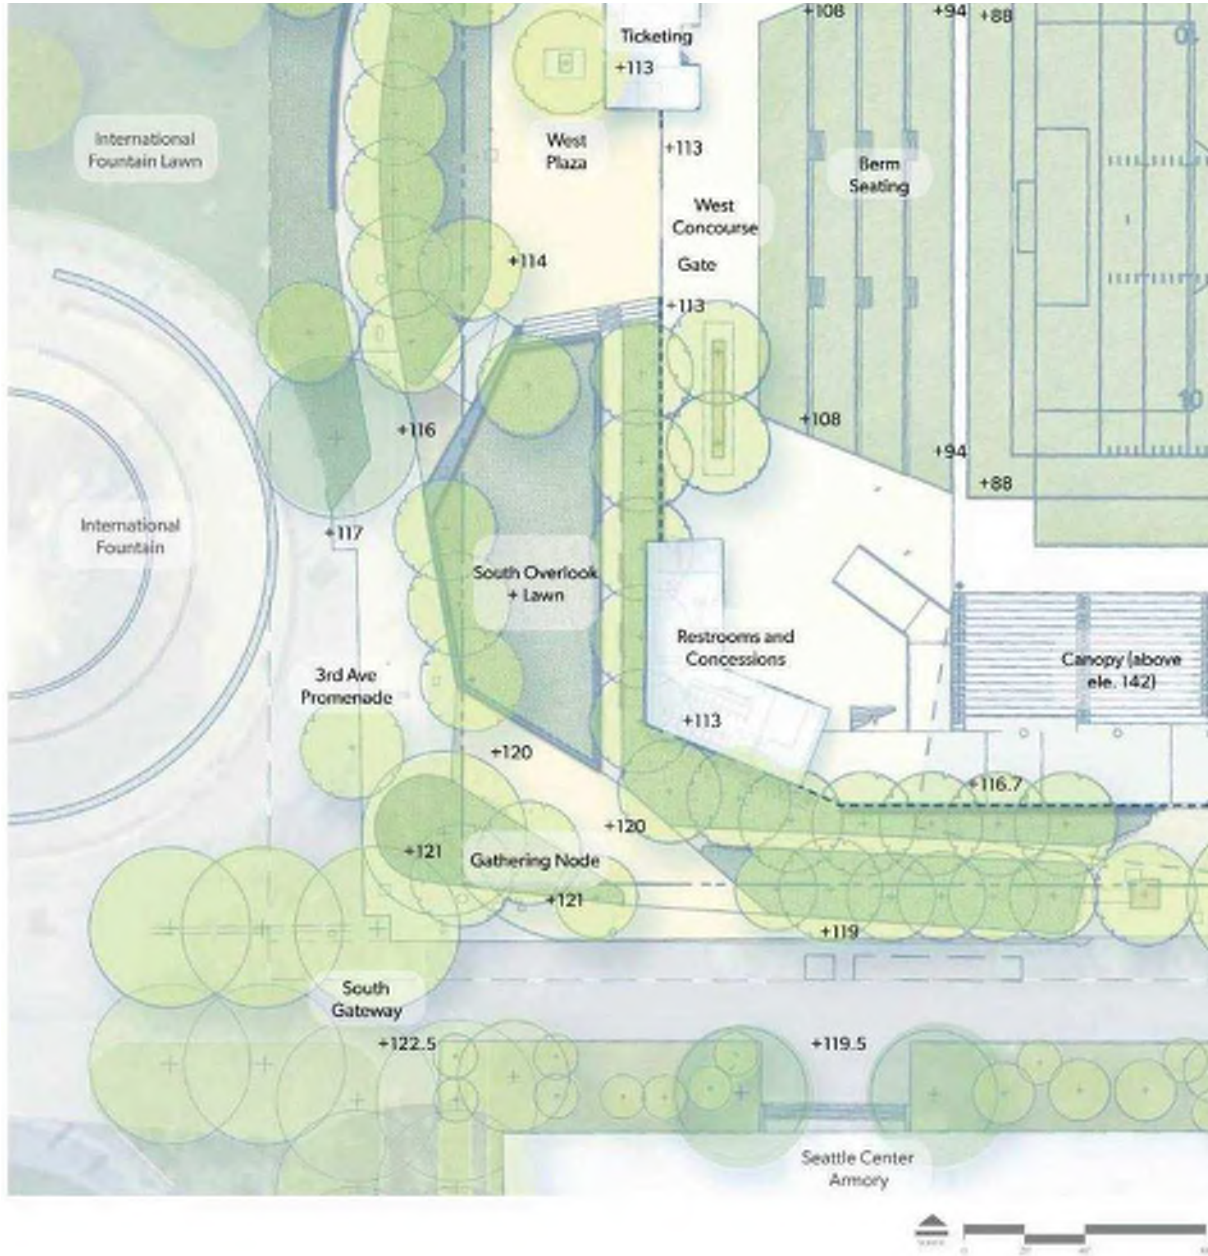 +108
+94
+88
Ticketing
+113
International
Fountain Lawn
West
Plaza
+113
Berm
Seating
West
Concourse
Gate
+114
+113
+116
+108
+94
+88
10
+117
International
Fountain
South Overlook
+ Lawn
Restrooms and
Concessions
Canopy (above
ele. 142)
3rd Ave
Promenade
+113
+120
+116.7
+120
+121
Gathering Node
+121
+119
South
Gateway
+122.5
+119.5
Seattle Center
Armory